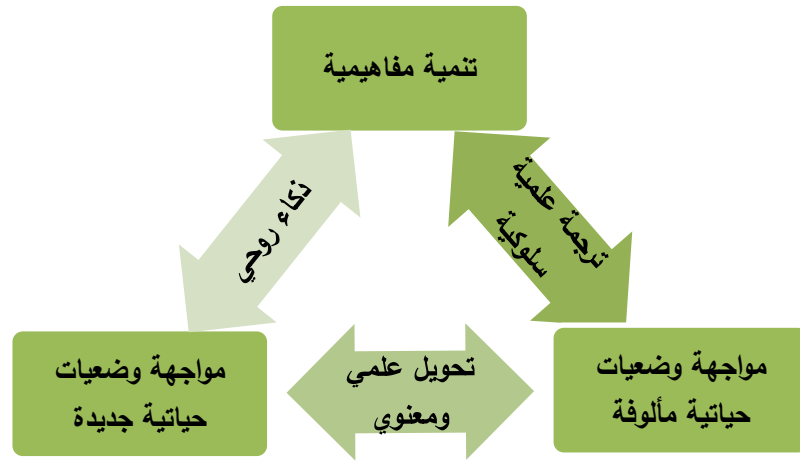 تنمية مفاهيمية
ترجمة علمية
سلوكية
ذكاء روحي
مواجهة وضعيات
حياتية مألوفة
تحويل علمي
ومعنوي
مواجهة وضعيات
حياتية جديدة